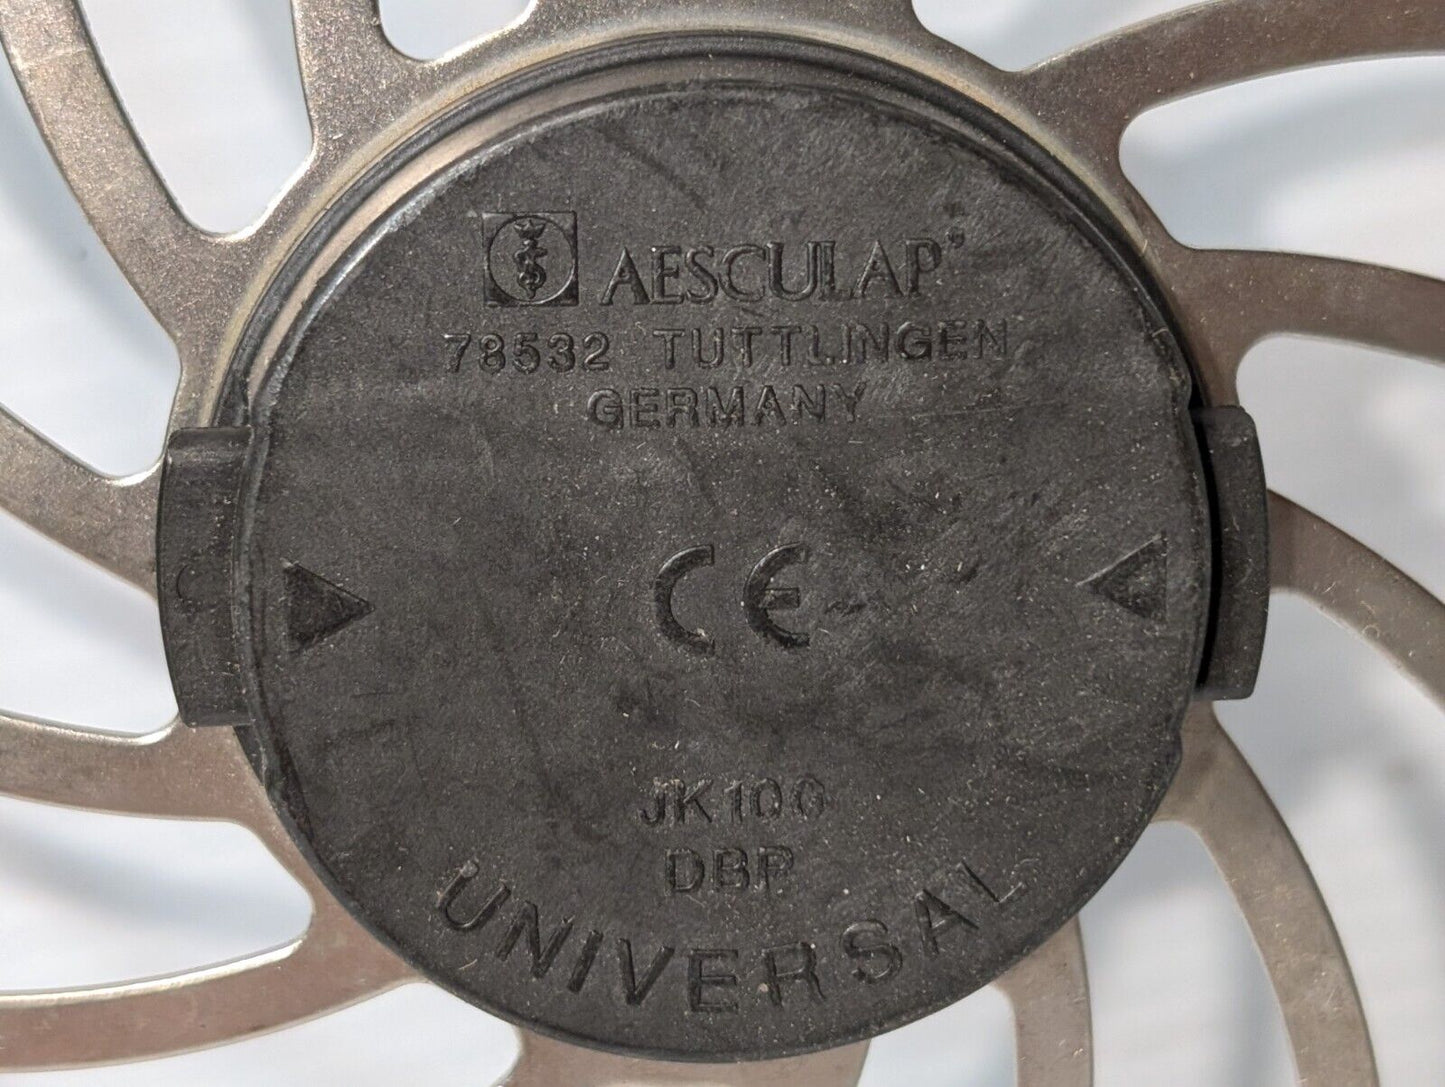 AESCULAP®
78532 TUTTLINGEN
GERMANY
CE
JK100
DBP
UNIVERSAL